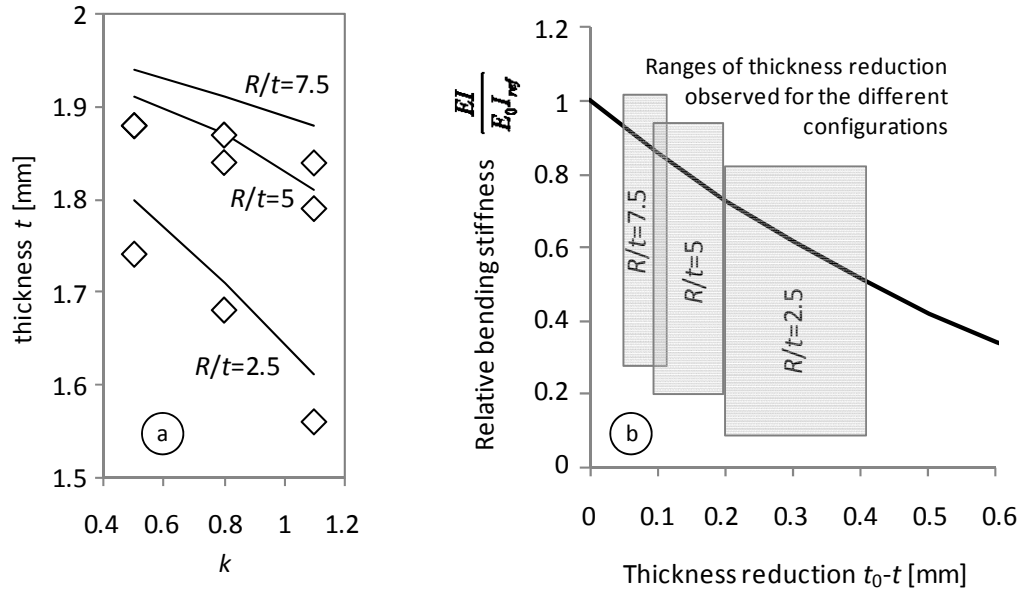 2
1.9
1.8
1.7
1.6
1.5
thickness t [mm]
0.4 0.6 0.8 1 1.2
k
R/t=7.5
R/t=5
R/t=2.5
a
1.2
1
0.8
0.6
0.4
0.2
0
Relative bending stiffness EI / E₀I_ref
Ranges of thickness reduction
observed for the different
configurations
R/t=7.5
R/t=5
R/t=2.5
b
0 0.1 0.2 0.3 0.4 0.5 0.6
Thickness reduction t₀-t [mm]